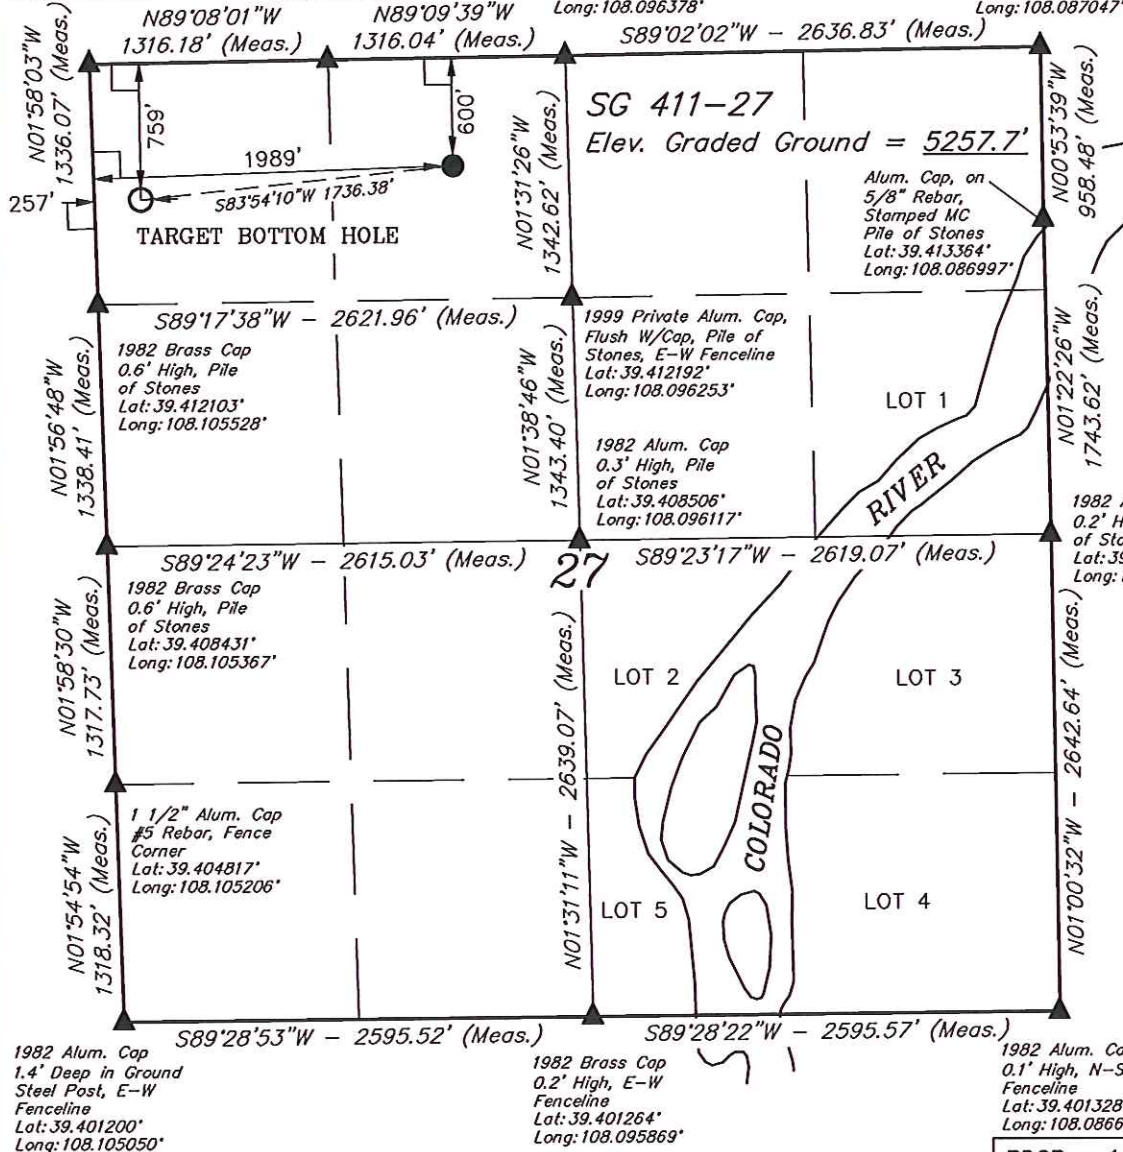 N89°08'01"W
1316.18' (Meas.)
N89°09'39"W
1316.04' (Meas.)
Long: 108.096378°
S89°02'02"W - 2636.83' (Meas.)
Long: 108.087047°
N01°58'03"W
1336.07' (Meas.)
759'
600'
1989'
257'
S83°54'10"W 1736.38'
TARGET BOTTOM HOLE
N01°31'26"W
1342.62' (Meas.)
SG 411-27
Elev. Graded Ground = 5257.7'
N00°53'39"W
958.48' (Meas.)
Alum. Cap, on
5/8" Rebar,
Stamped MC
Pile of Stones
Lat: 39.413364°
Long: 108.086997°
S89°17'38"W - 2621.96' (Meas.)
1982 Brass Cap
0.6' High, Pile
of Stones
Lat: 39.412103°
Long: 108.105528°
1999 Private Alum. Cap,
Flush W/Cap, Pile of
Stones, E-W Fenceline
Lat: 39.412192°
Long: 108.096253°
N01°56'48"W
1338.41' (Meas.)
N01°38'46"W
1343.40' (Meas.)
1982 Alum. Cap
0.3' High, Pile
of Stones
Lat: 39.408506°
Long: 108.096117°
LOT 1
RIVER
N01°22'26"W
1743.62' (Meas.)
1982
0.2'
of
Lat: 39
Long:
S89°24'23"W - 2615.03' (Meas.)
27
S89°23'17"W - 2619.07' (Meas.)
1982 Brass Cap
0.6' High, Pile
of Stones
Lat: 39.408431°
Long: 108.105367°
N01°58'30"W
1317.73' (Meas.)
N01°31'11"W - 2639.07' (Meas.)
LOT 2
LOT 3
COLORADO
N01°00'32"W - 2642.64' (Meas.)
1 1/2" Alum. Cap
#5 Rebar, Fence
Corner
Lat: 39.404817°
Long: 108.105206°
N01°54'54"W
1318.32' (Meas.)
LOT 5
LOT 4
S89°28'53"W - 2595.52' (Meas.)
S89°28'22"W - 2595.57' (Meas.)
1982 Alum. Cap
1.4' Deep in Ground
Steel Post, E-W
Fenceline
Lat: 39.401200°
Long: 108.105050°
1982 Brass Cap
0.2' High, E-W
Fenceline
Lat: 39.401264°
Long: 108.095869°
1982 Alum.
0.1' High, N-S
Fenceline
Lat: 39.401328
Long: 108.0866